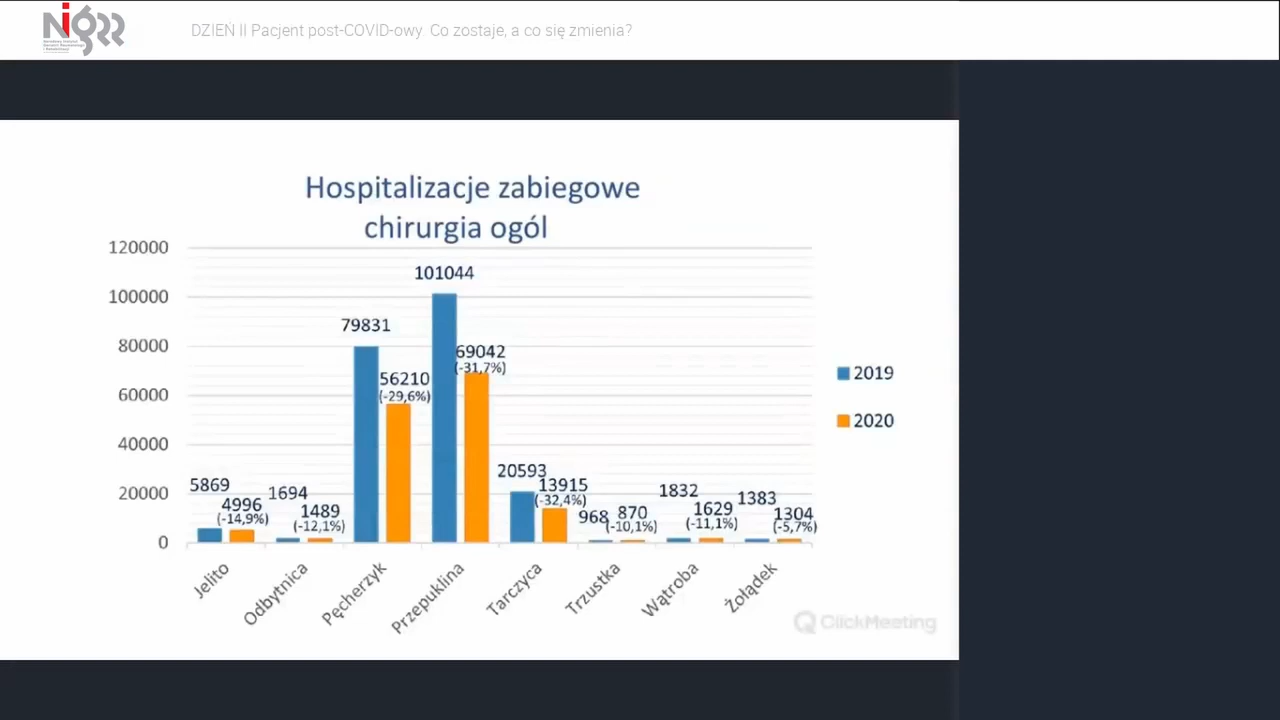 NIGRR
DZIEŃ II Pacjent post-COVID-owy. Co zostaje, a co się zmienia?
Hospitalizacje zabiegowe
chirurgia ogól
120000
100000
80000
60000
40000
20000
0
5869
4996
(-14,9%)
1694
1489
(-12,1%)
79831
56210
(-29,6%)
101044
69042
(-31,7%)
20593
13915
(-32,4%)
968
870
(-10,1%)
1832
1629
(-11,1%)
1383
1304
(-5,7%)
Jelito
Odbytnica
Pęcherzyk
Przepuklina
Tarczyca
Trzustka
Wątroba
Żołądek
2019
2020
ClickMeeting